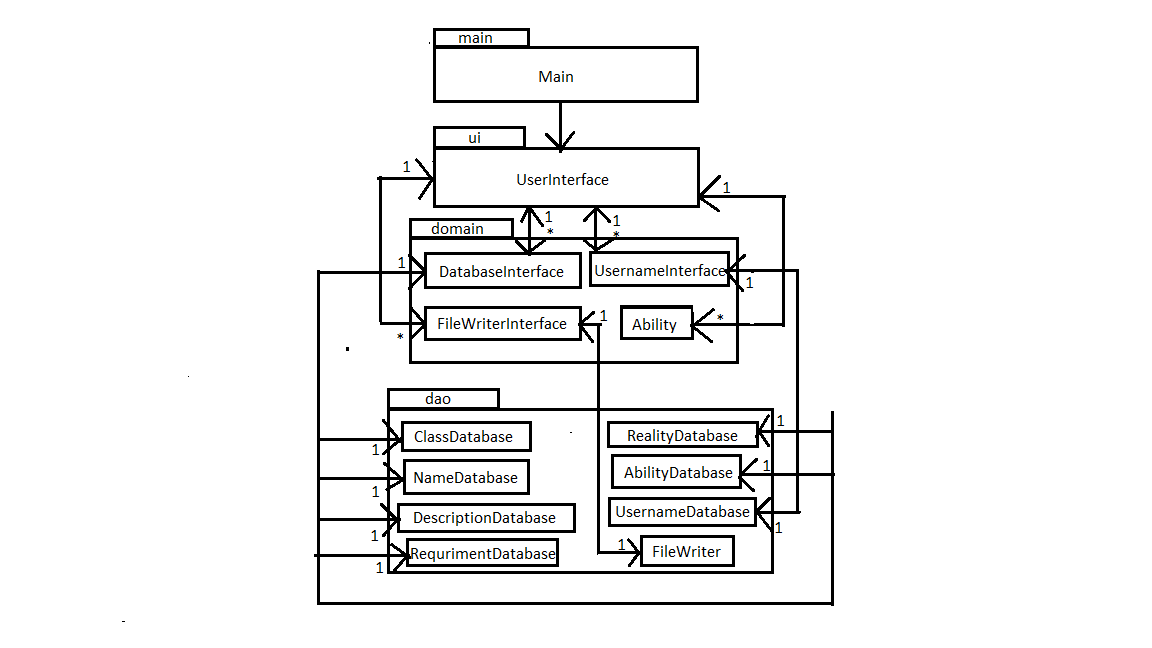 main
Main
ui
UserInterface
1
1
1
1
*
*
domain
DatabaseInterface
UsernameInterface
1
1
FileWriterInterface
Ability
1
*
*
dao
ClassDatabase
RealityDatabase
1
1
NameDatabase
AbilityDatabase
1
1
DescriptionDatabase
UsernameDatabase
1
1
RequrimentDatabase
FileWriter
1
1